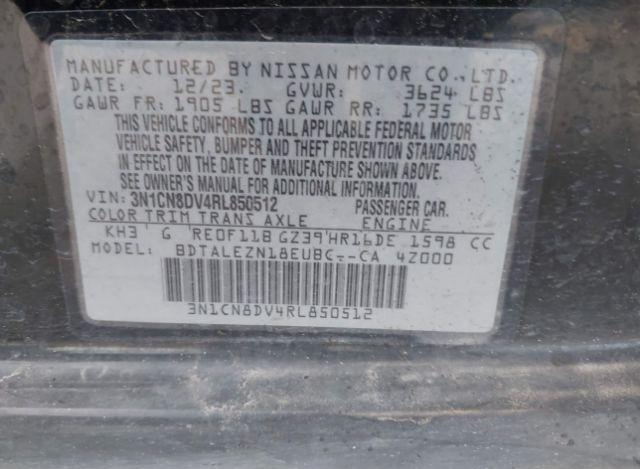 MANUFACTURED BY NISSAN MOTOR CO.,LTD.
DATE: 12/23. GVWR: 3624 LBS
GAWR FR: 1905 LBS GAWR RR: 1735 LBS
THIS VEHICLE CONFORMS TO ALL APPLICABLE FEDERAL MOTOR
VEHICLE SAFETY, BUMPER AND THEFT PREVENTION STANDARDS
IN EFFECT ON THE DATE OF MANUFACTURE SHOWN ABOVE.
SEE OWNER'S MANUAL FOR ADDITIONAL INFORMATION.
VIN: 3N1CN8DV4RL850512 PASSENGER CAR.
COLOR TRIM TRANS AXLE ENGINE
KH3 G RE0F11B GZ39 HR16DE 1598 CC
MODEL: BDTALEZN18EUBC--CA 4Z000
3N1CN8DV4RL850512